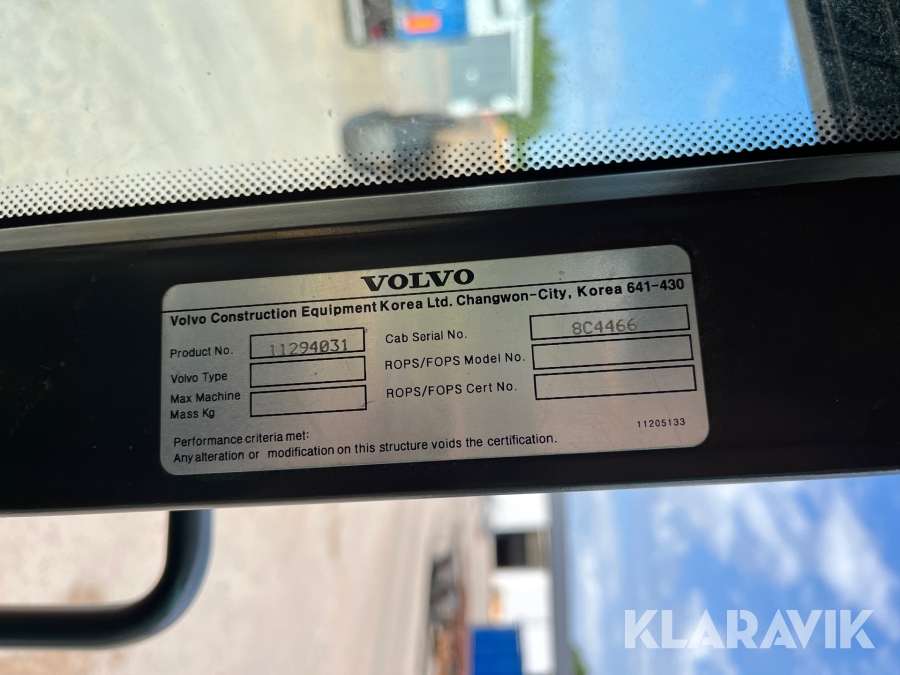 VOLVO
Volvo Construction Equipment Korea Ltd. Changwon-City, Korea 641-430
Product No. 11294031
Cab Serial No. 8C4466
Volvo Type
ROPS/FOPS Model No.
Max Machine
Mass Kg
ROPS/FOPS Cert No.
11205133
Performance criteria met:
Any alteration or modification on this structure voids the certification.
KLARAVIK